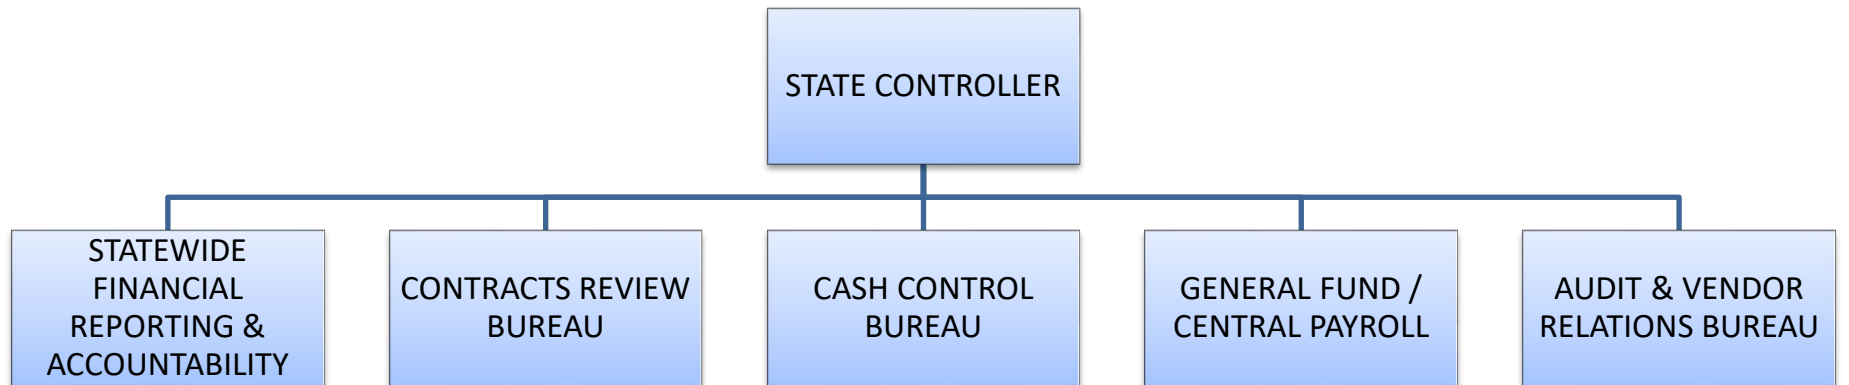 STATE CONTROLLER
STATEWIDE
FINANCIAL
REPORTING &
ACCOUNTABILITY
CONTRACTS REVIEW
BUREAU
CASH CONTROL
BUREAU
GENERAL FUND /
CENTRAL PAYROLL
AUDIT & VENDOR
RELATIONS BUREAU